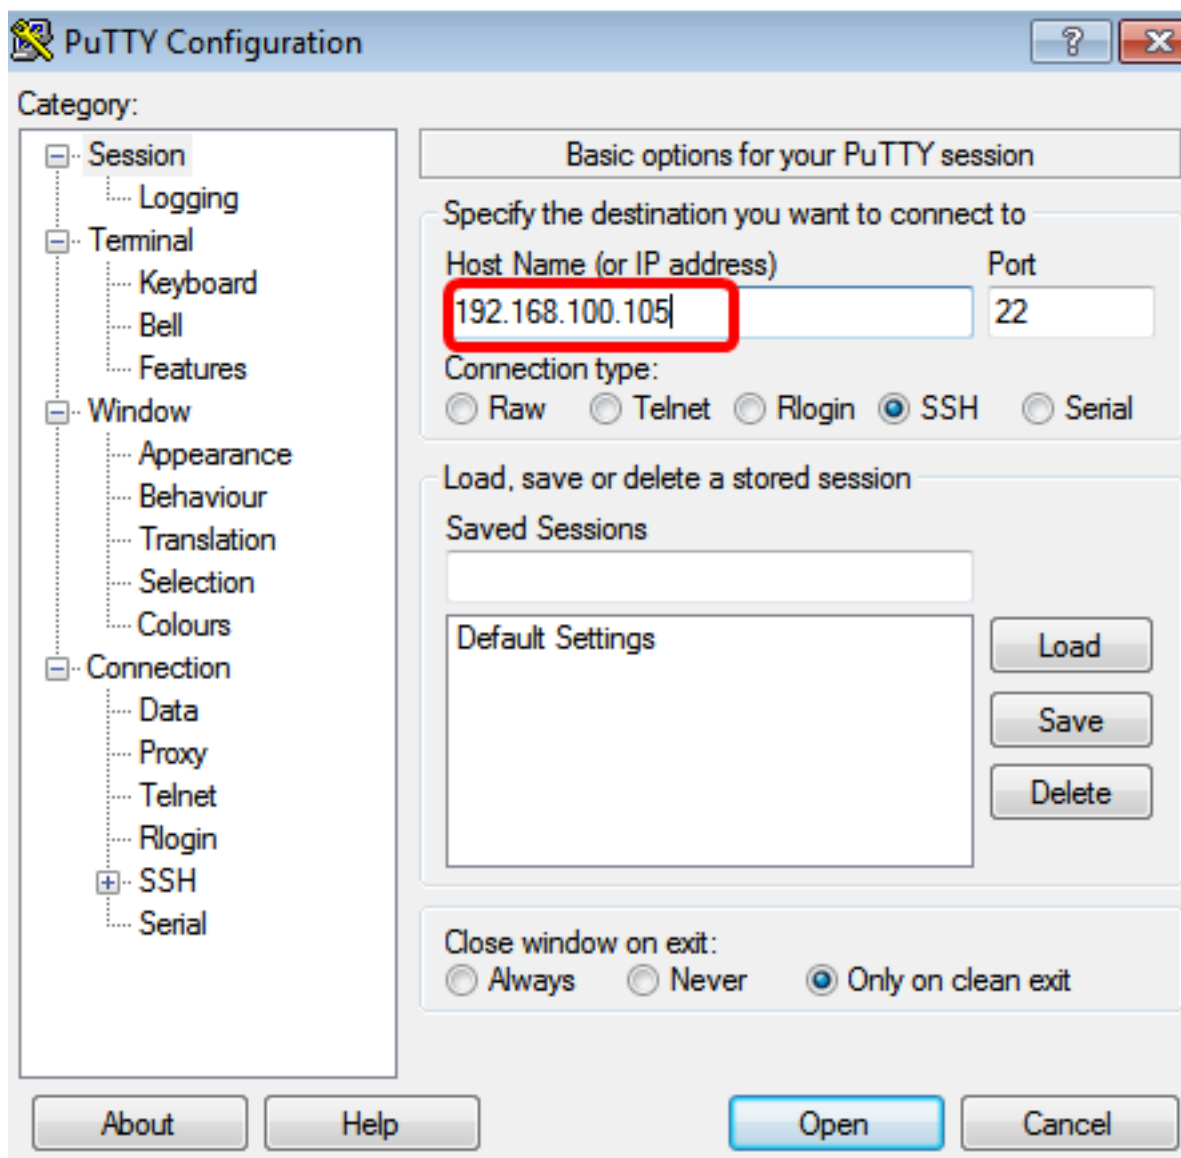 PuTTY Configuration
?
Category:
Session
Logging
Terminal
Keyboard
Bell
Features
Window
Appearance
Behaviour
Translation
Selection
Colours
Connection
Data
Proxy
Telnet
Rlogin
SSH
Serial
Basic options for your PuTTY session
Specify the destination you want to connect to
Host Name (or IP address) Port
192.168.100.105 22
Connection type:
Raw Telnet Rlogin SSH Serial
Load, save or delete a stored session
Saved Sessions
Default Settings
Load
Save
Delete
Close window on exit:
Always Never Only on clean exit
About Help Open Cancel